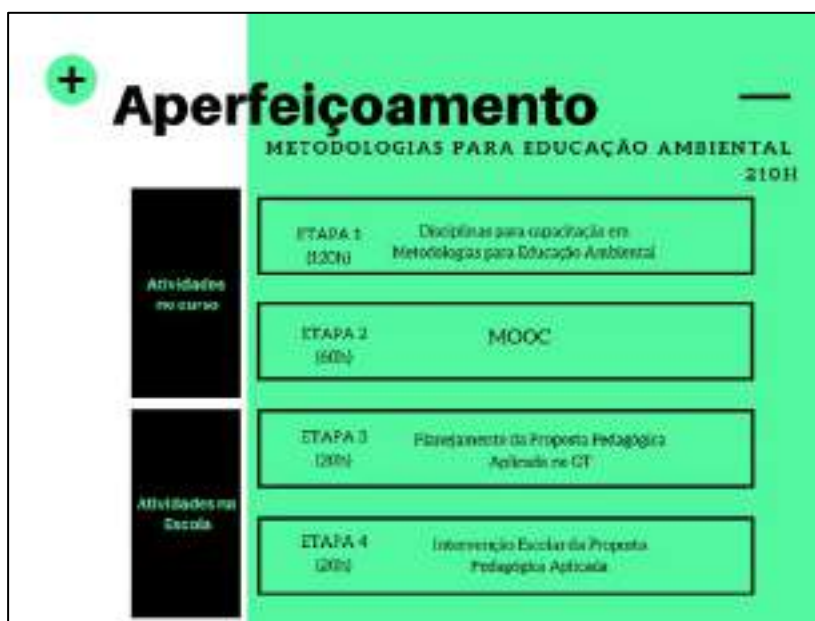 +
Aperfeiçoamento
METODOLOGIAS PARA EDUCAÇÃO AMBIENTAL
210H
Atividades
no curso
ETAPA 1
(120h)
Disciplinas para capacitação em
Metodologias para Educação Ambiental
ETAPA 2
(60h)
MOOC
Atividades na
Escola
ETAPA 3
(20h)
Planejamento da Proposta Pedagógica
Aplicada no GT
ETAPA 4
(20h)
Intervenção Escolar da Proposta
Pedagógica Aplicada